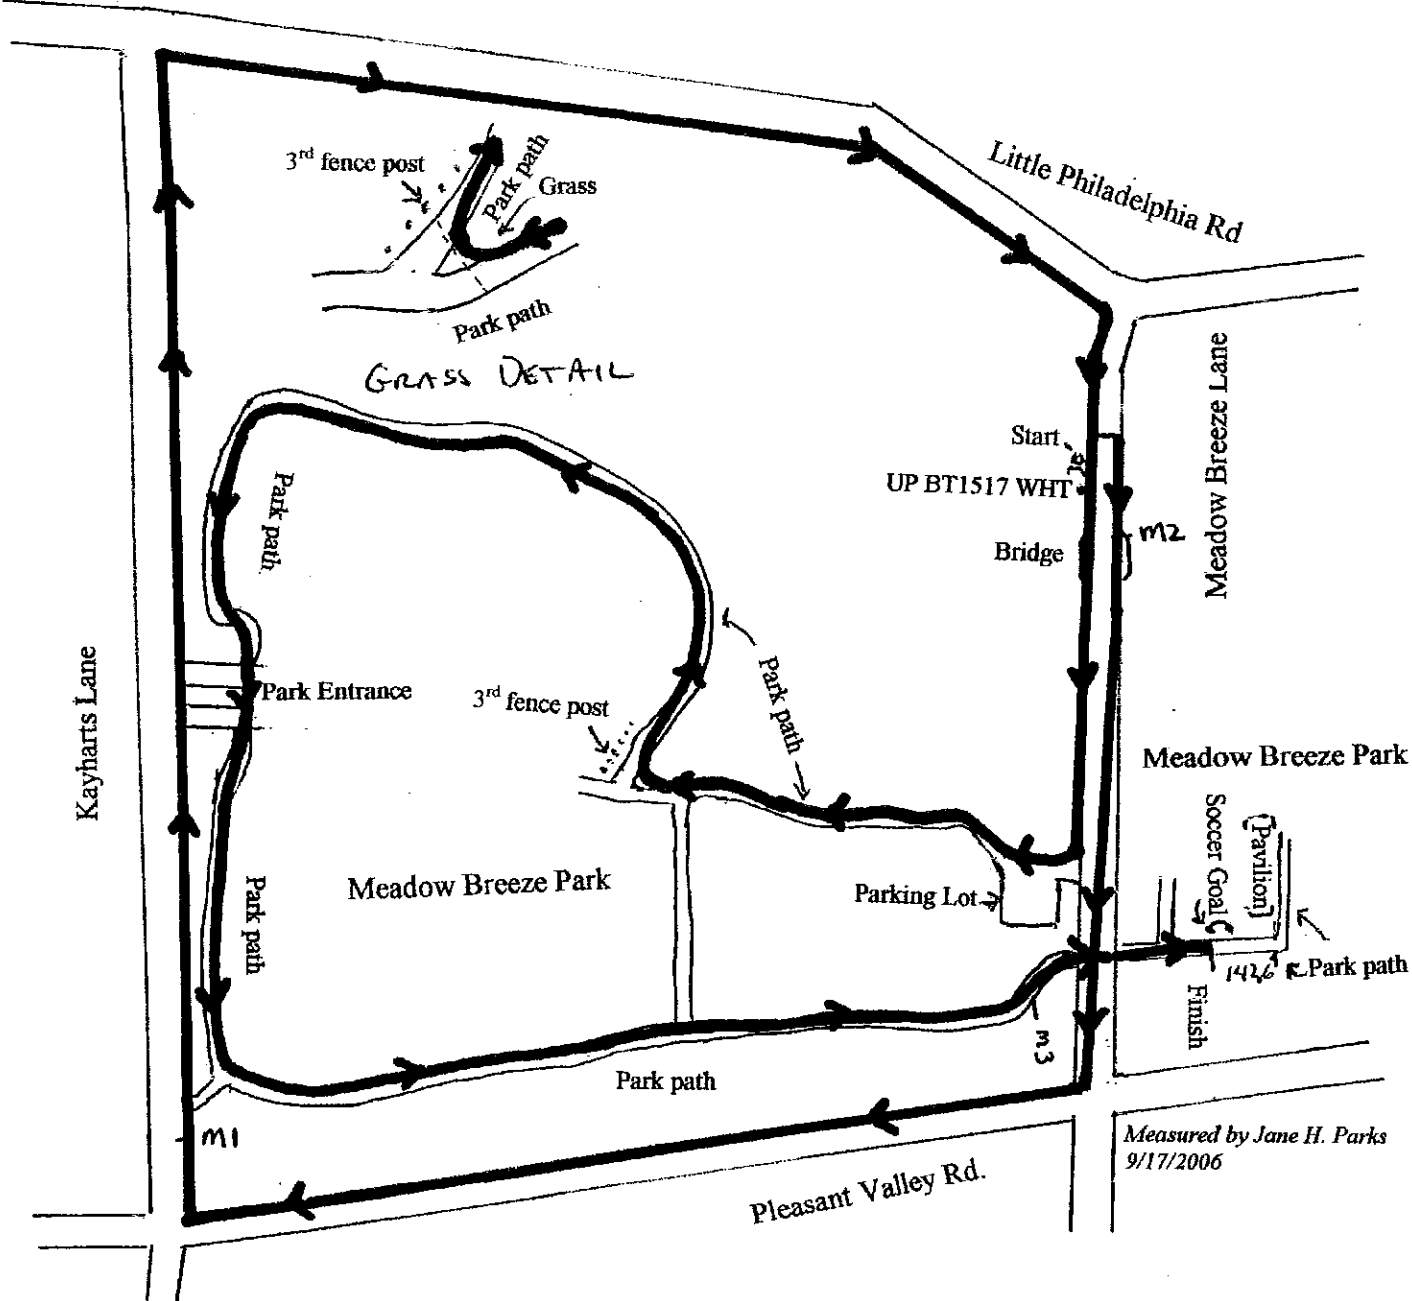 Little Philadelphia Rd
3rd fence post
Park path
Grass
Park path
GRASS DETAIL
Meadow Breeze Lane
Start
UP BT1517 WHT
Bridge
M2
Park path
Kayharts Lane
Park Entrance
3rd fence post
Park path
Meadow Breeze Park
Soccer Goal
(Pavilion)
Meadow Breeze Park
Parking Lot
Park path
Park path
Finish
M3
Park path
M1
Measured by Jane H. Parks
9/17/2006
Pleasant Valley Rd.